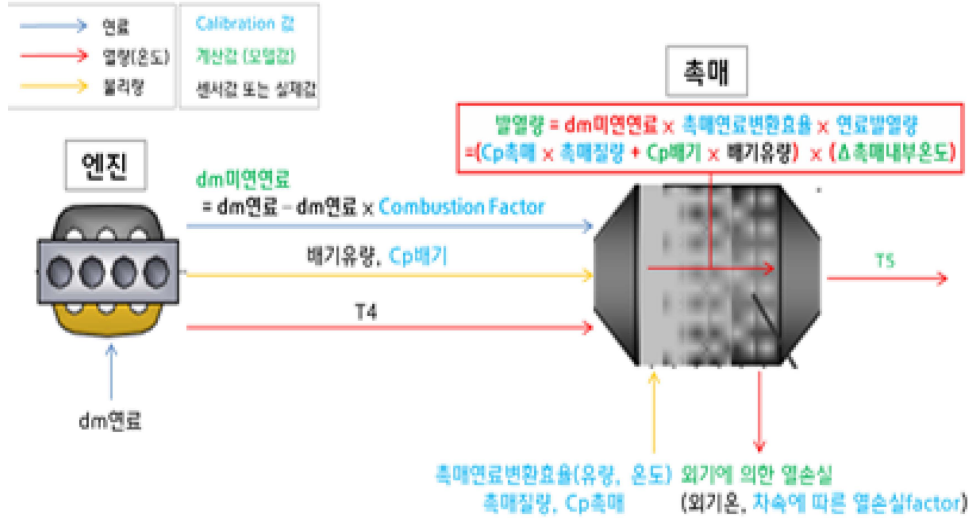 연료
열량(온도)
물리량
Calibration 값
계산값 (모델값)
센서값 또는 실제값
촉매
발열량 = dm미연연료 x 촉매연료변환효율 x 연료발열량
=(Cp촉매 x 촉매질량 + Cp배기 x 배기유량) x (Δ촉매내부온도)
엔진
dm미연연료
= dm연료 – dm연료 x Combustion Factor
배기유량, Cp배기
T4
T5
dm연료
촉매연료변환효율(유량, 온도)
촉매질량, Cp촉매
외기에 의한 열손실
(외기온, 차속에 따른 열손실factor)